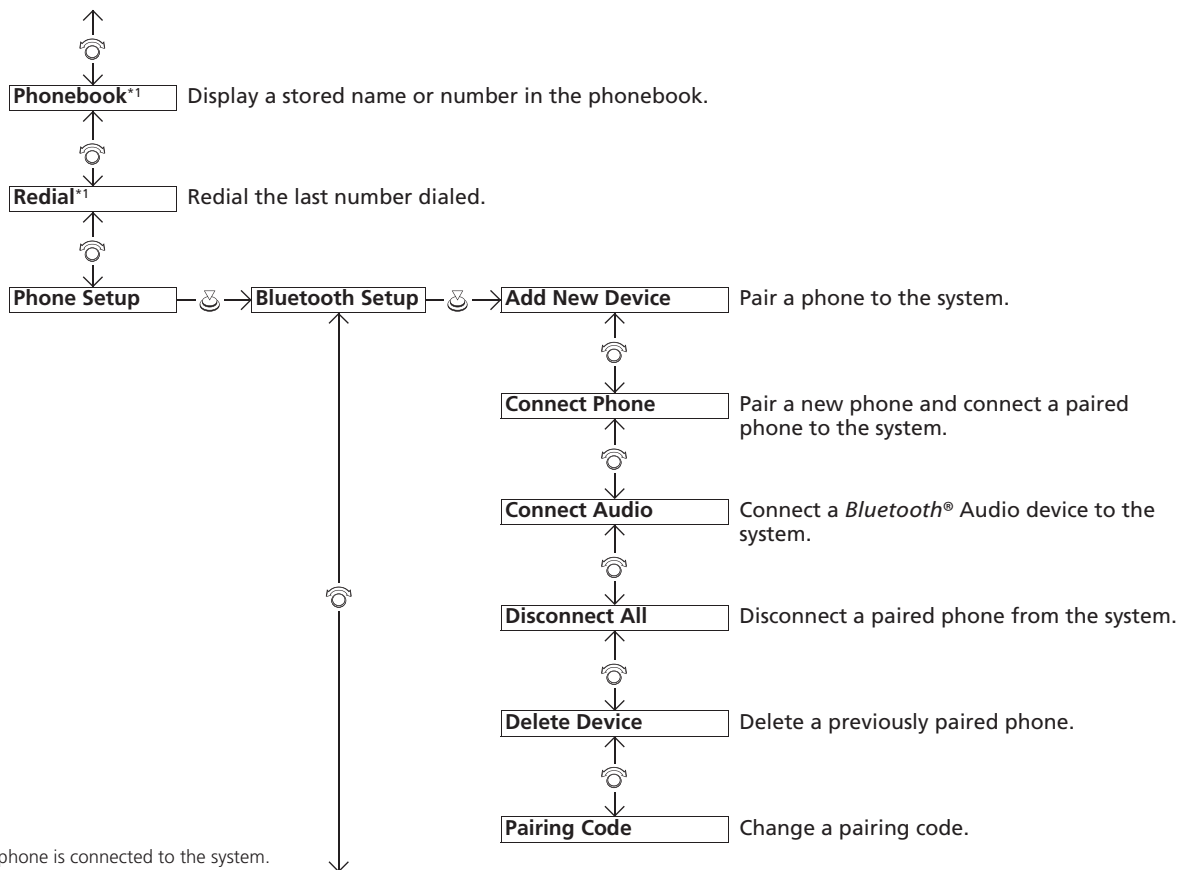 Phonebook*1 Display a stored name or number in the phonebook.
Redial*1 Redial the last number dialed.
Phone Setup Bluetooth Setup Add New Device Pair a phone to the system.
Connect Phone Pair a new phone and connect a paired
phone to the system.
Connect Audio Connect a Bluetooth® Audio device to the
system.
Disconnect All Disconnect a paired phone from the system.
Delete Device Delete a previously paired phone.
Pairing Code Change a pairing code.
phone is connected to the system.